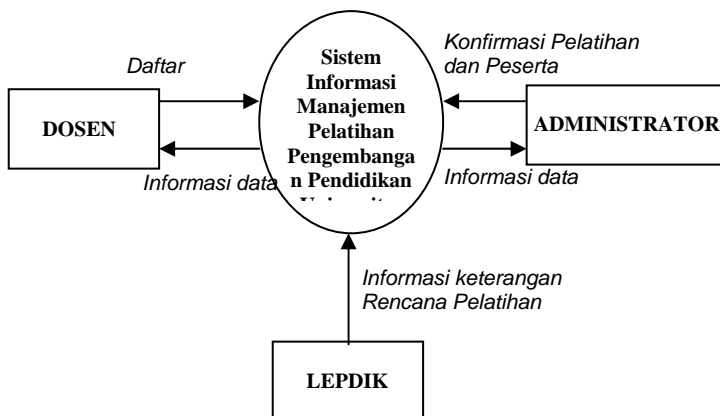 Daftar
DOSEN
Informasi data
Sistem
Informasi
Manajemen
Pelatihan
Pengembanga
n Pendidikan
Konfirmasi Pelatihan
dan Peserta
ADMINISTRATOR
Informasi data
Informasi keterangan
Rencana Pelatihan
LEPDIK